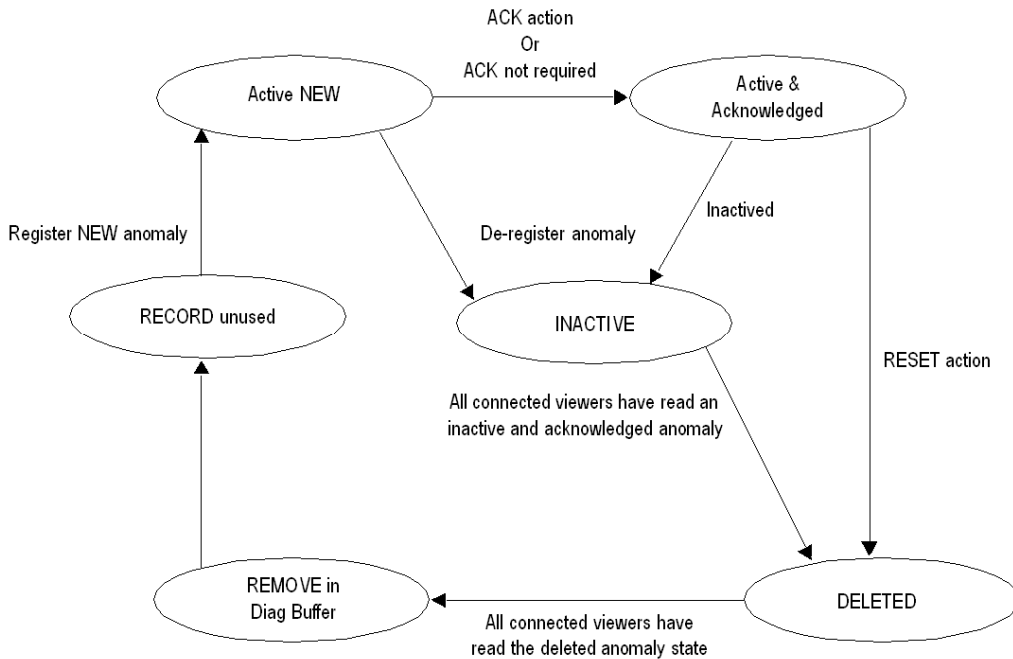 ACK action
Or
ACK not required
Active NEW
Active &
Acknowledged
Register NEW anomaly
De-register anomaly
Inactived
RECORD unused
INACTIVE
RESET action
All connected viewers have read an
inactive and acknowledged anomaly
REMOVE in
Diag Buffer
DELETED
All connected viewers have
read the deleted anomaly state